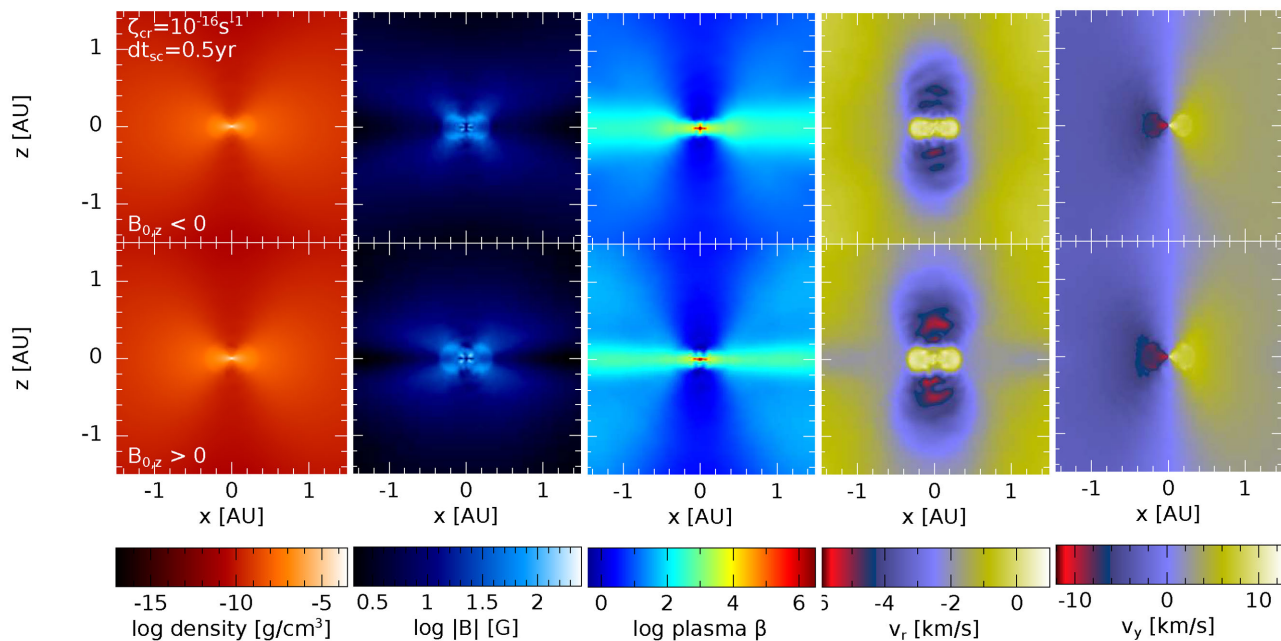 ζcr=10⁻¹⁶s⁻¹
dtsc=0.5yr
1
0
-1
z [AU]
B0,z < 0
1
0
-1
z [AU]
B0,z > 0
-1 0 1 -1 0 1 -1 0 1 -1 0 1 -1 0 1
x [AU] x [AU] x [AU] x [AU] x [AU]
-15 -10 -5 0.5 1 1.5 2 0 2 4 6 -4 -2 0 -10 -5 0 5 10
log density [g/cm³] log |B| [G] log plasma β vr [km/s] vy [km/s]